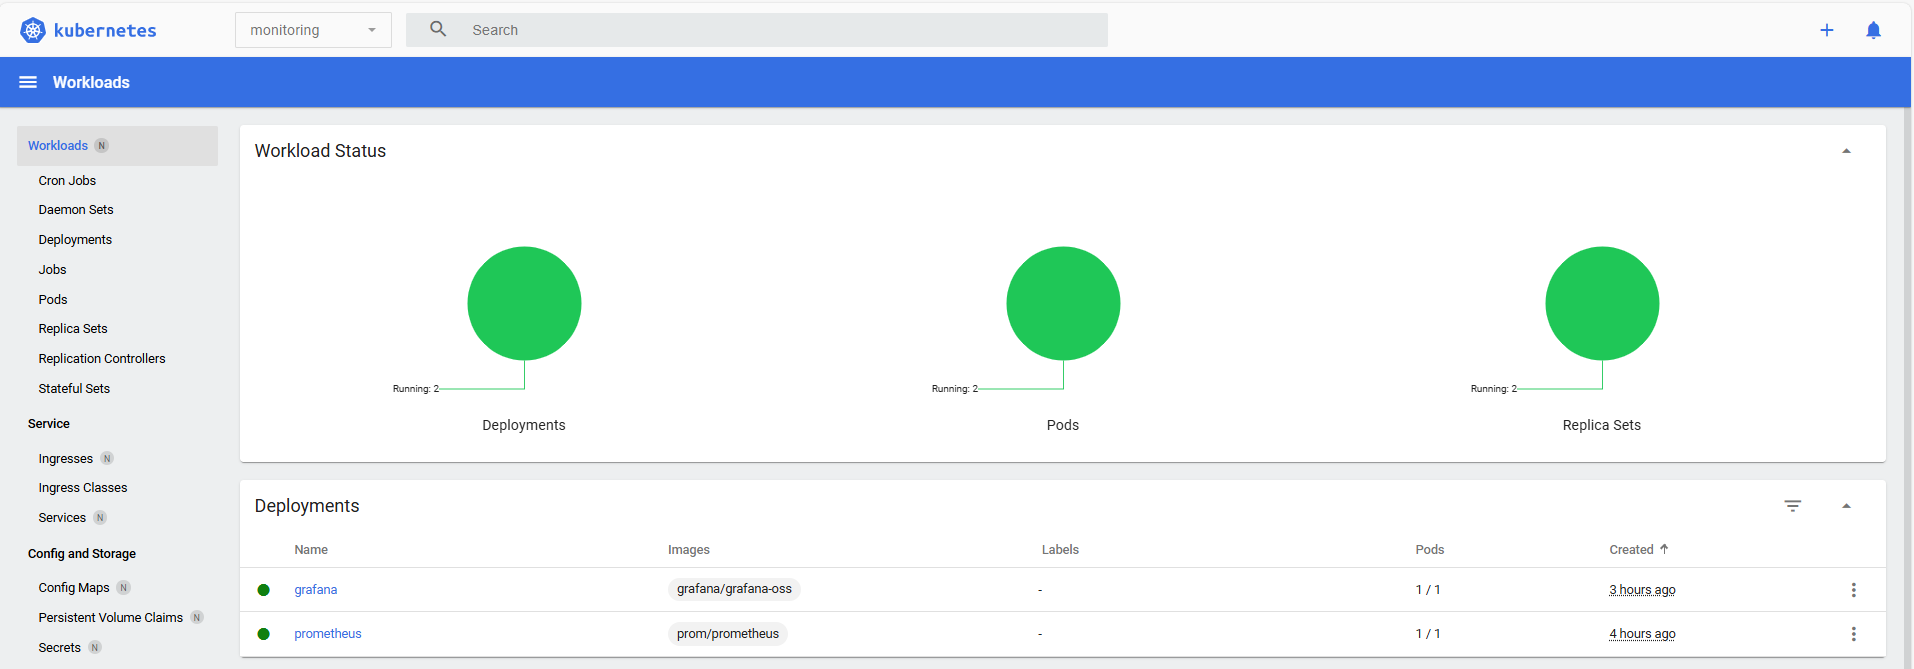 kubernetes
monitoring
Search
Workloads
Workloads N
Cron Jobs
Daemon Sets
Deployments
Jobs
Pods
Replica Sets
Replication Controllers
Stateful Sets
Service
Ingresses N
Ingress Classes
Services N
Config and Storage
Config Maps N
Persistent Volume Claims N
Secrets N
Workload Status
Running: 2
Deployments
Running: 2
Pods
Running: 2
Replica Sets
Deployments
Name Images Labels Pods Created
grafana grafana/grafana-oss - 1 / 1 3 hours ago
prometheus prom/prometheus - 1 / 1 4 hours ago